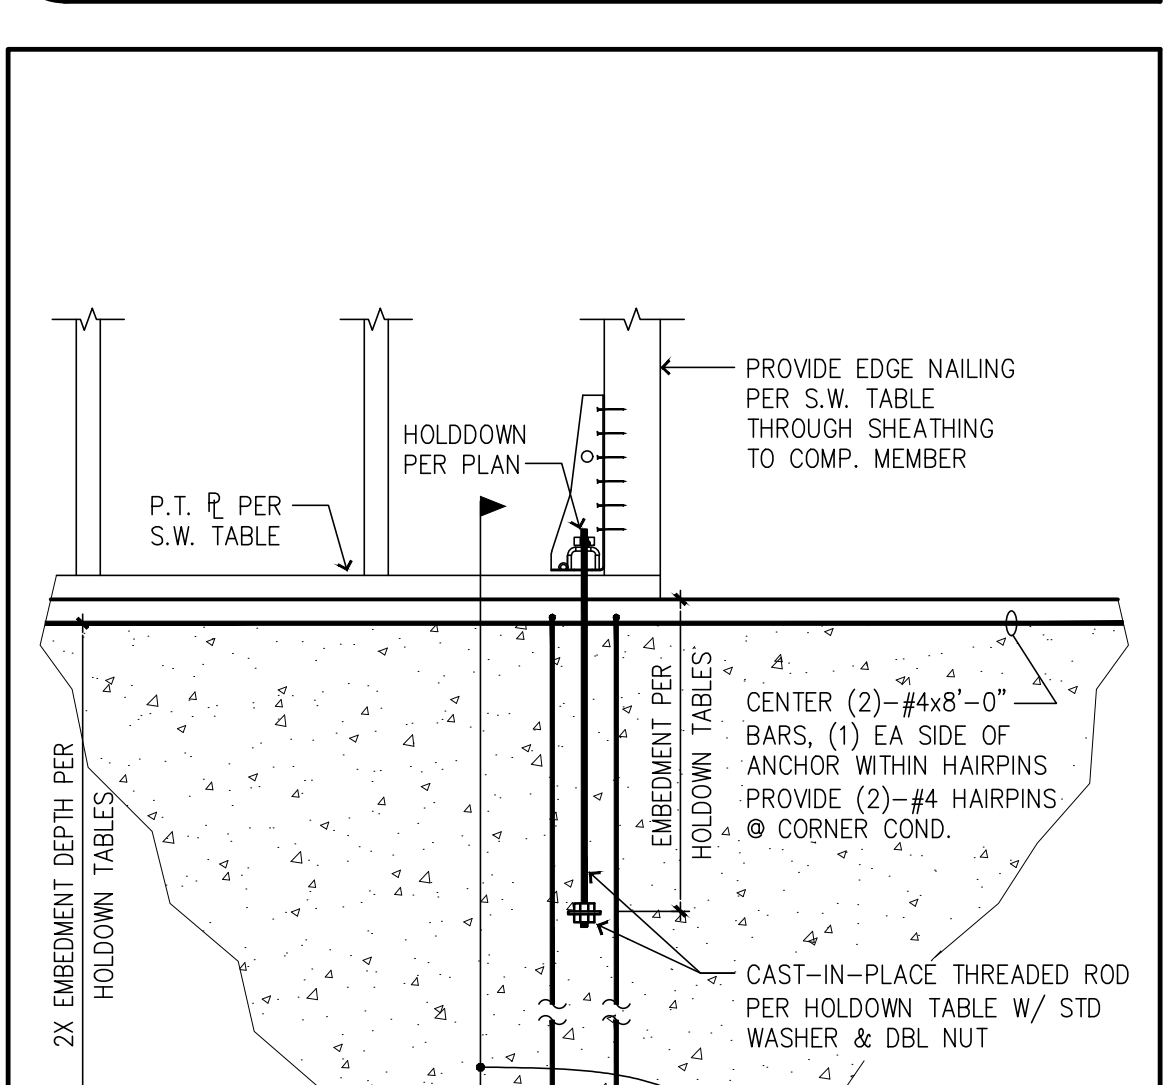 PROVIDE EDGE NAILING
PER S.W. TABLE
THROUGH SHEATHING
TO COMP. MEMBER
HOLDDOWN
PER PLAN
P.T. ⅊ PER
S.W. TABLE
EMBEDMENT PER
HOLDOWN TABLES
CENTER (2)-#4x8'-0"
BARS, (1) EA SIDE OF
ANCHOR WITHIN HAIRPINS
PROVIDE (2)-#4 HAIRPINS
@ CORNER COND.
2X EMBEDMENT DEPTH PER
HOLDOWN TABLES
CAST-IN-PLACE THREADED ROD
PER HOLDOWN TABLE W/ STD
WASHER & DBL NUT